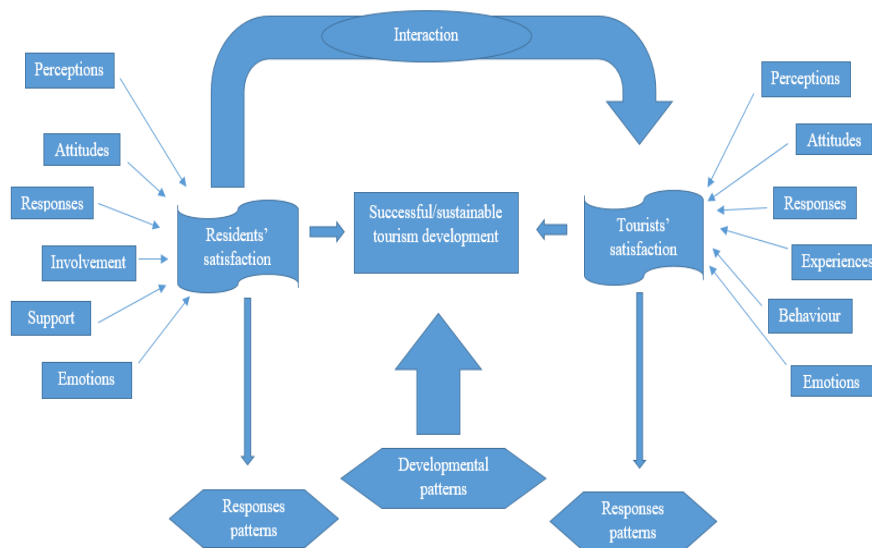 Interaction
Perceptions
Attitudes
Responses
Involvement
Support
Emotions
Residents'
satisfaction
Successful/sustainable
tourism development
Tourists'
satisfaction
Perceptions
Attitudes
Responses
Experiences
Behaviour
Emotions
Responses
patterns
Developmental
patterns
Responses
patterns